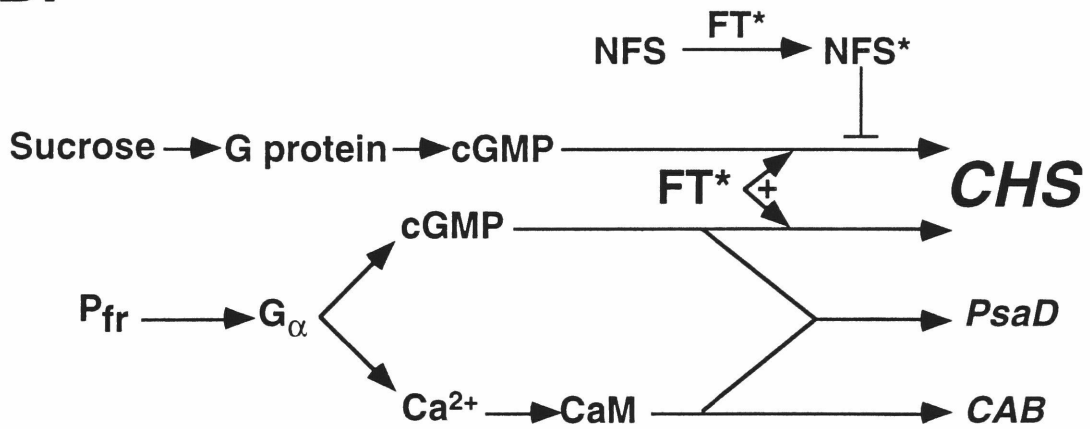 FT*
NFS NFS*
Sucrose G protein cGMP
FT* + CHS
cGMP
Pfr Gα PsaD
Ca2+ CaM CAB